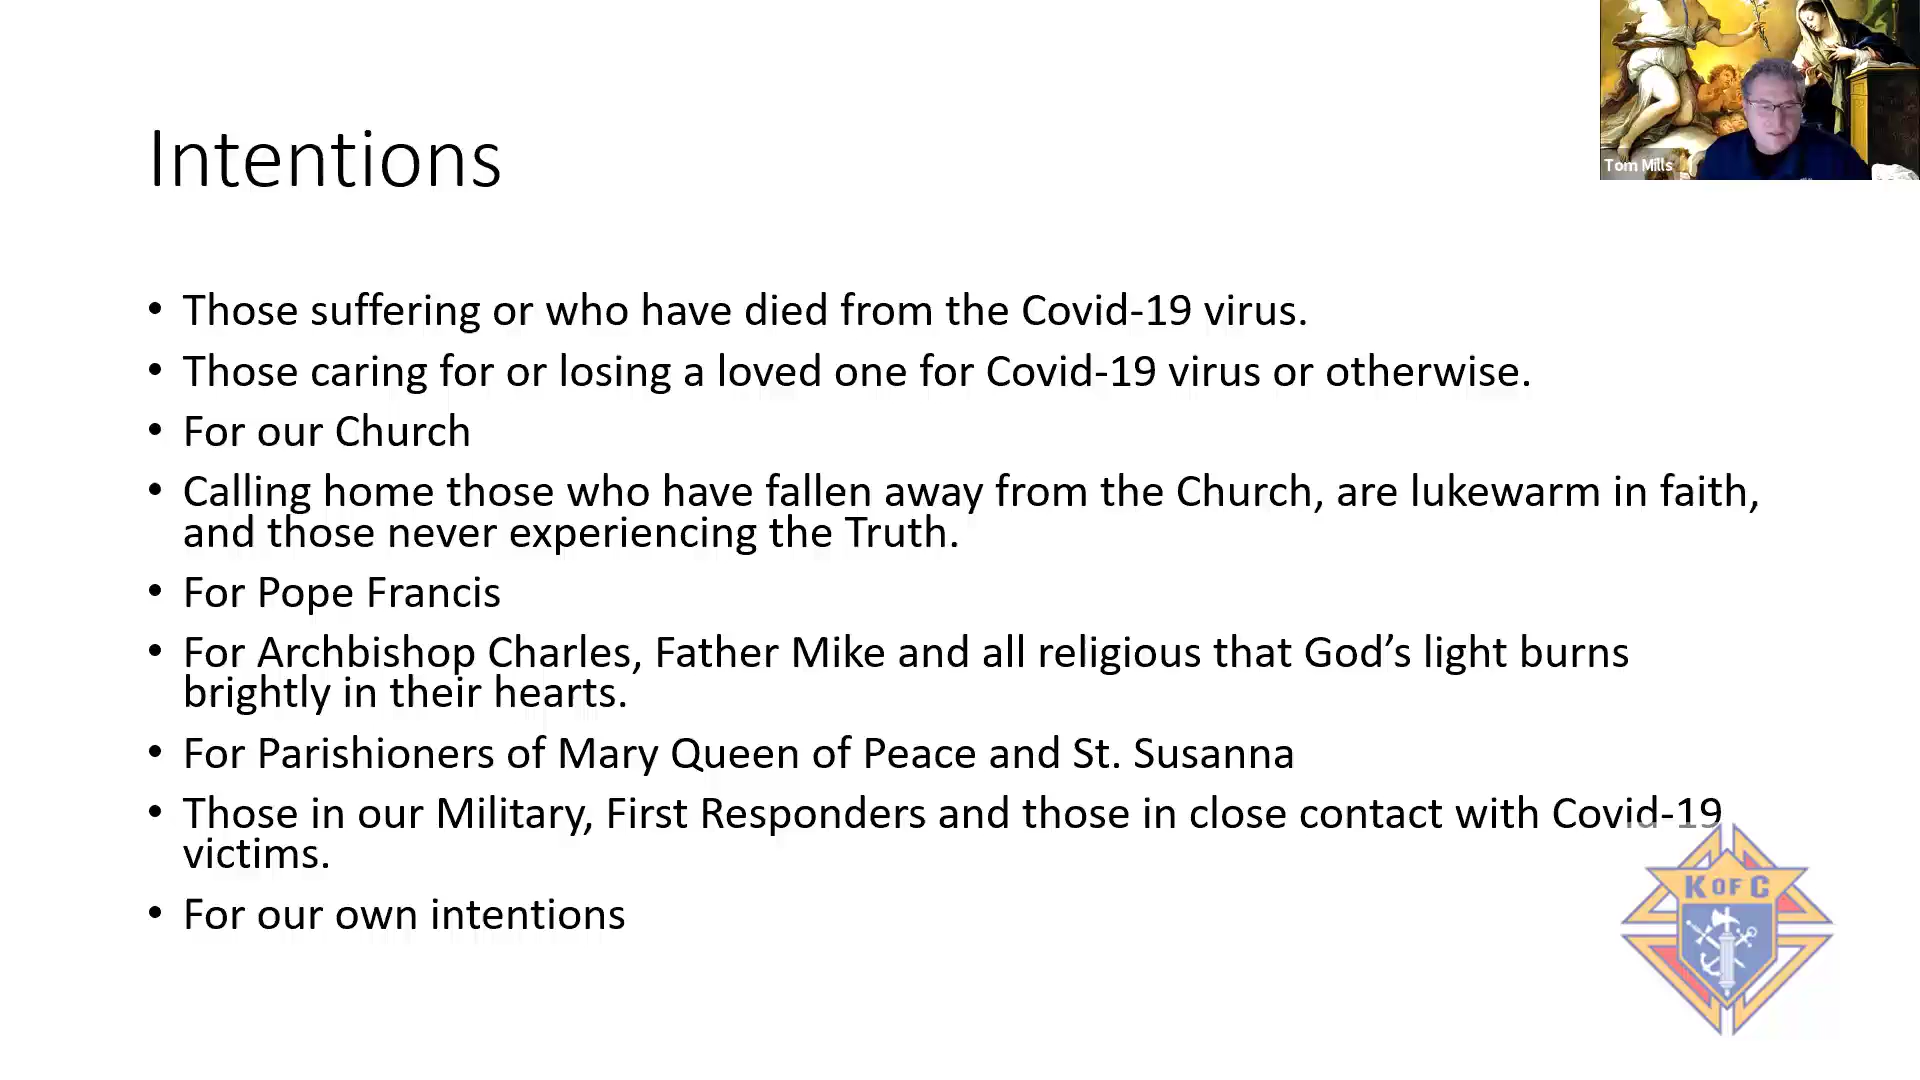 Tom Mills
Intentions
• Those suffering or who have died from the Covid-19 virus.
• Those caring for or losing a loved one for Covid-19 virus or otherwise.
• For our Church
• Calling home those who have fallen away from the Church, are lukewarm in faith,
and those never experiencing the Truth.
• For Pope Francis
• For Archbishop Charles, Father Mike and all religious that God’s light burns
brightly in their hearts.
• For Parishioners of Mary Queen of Peace and St. Susanna
• Those in our Military, First Responders and those in close contact with Covid-19
victims.
• For our own intentions
K OF C